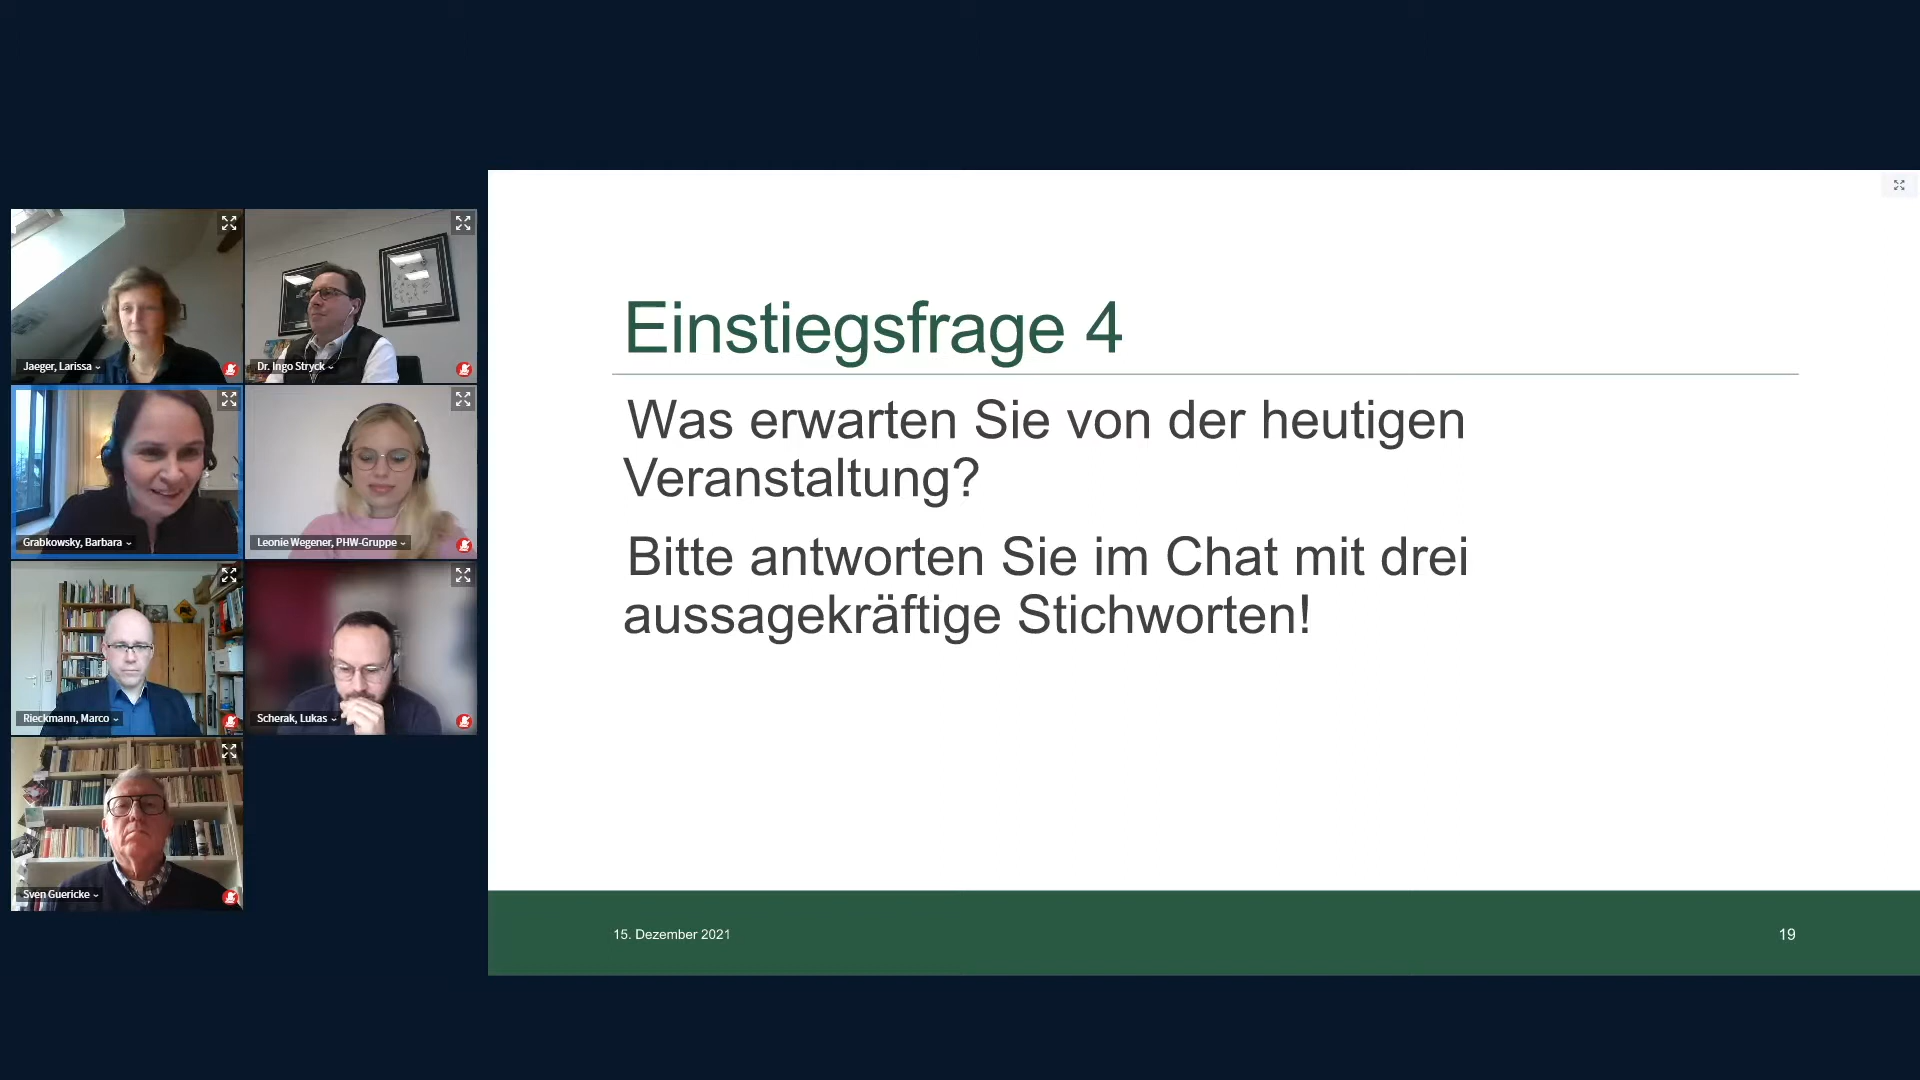 Jaeger, Larissa
Dr. Ingo Stryck
Grabkowsky, Barbara
Leonie Wegener, PHW-Gruppe
Rieckmann, Marco
Scherak, Lukas
Sven Guericke
Einstiegsfrage 4
Was erwarten Sie von der heutigen
Veranstaltung?
Bitte antworten Sie im Chat mit drei
aussagekräftige Stichworten!
15. Dezember 2021
19